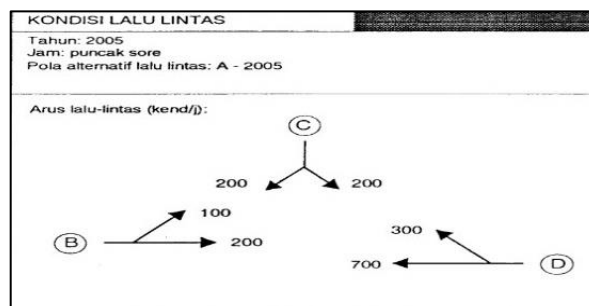 KONDISI LALU LINTAS
Tahun: 2005
Jam: puncak sore
Pola alternatif lalu lintas: A - 2005
Arus lalu-lintas (kend/j):
C
200 200
100
B 200
300
700 D